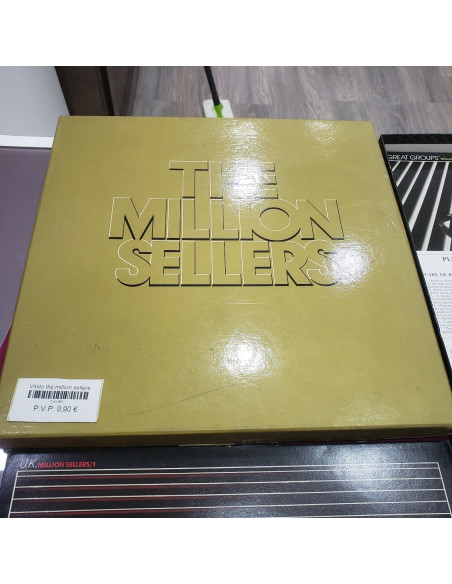 THE
MILLION
SELLERS
GREAT GROUPS
Vinilo the million sellers
P.V.P: 9,90 €
U.K. MILLION SELLERS/1